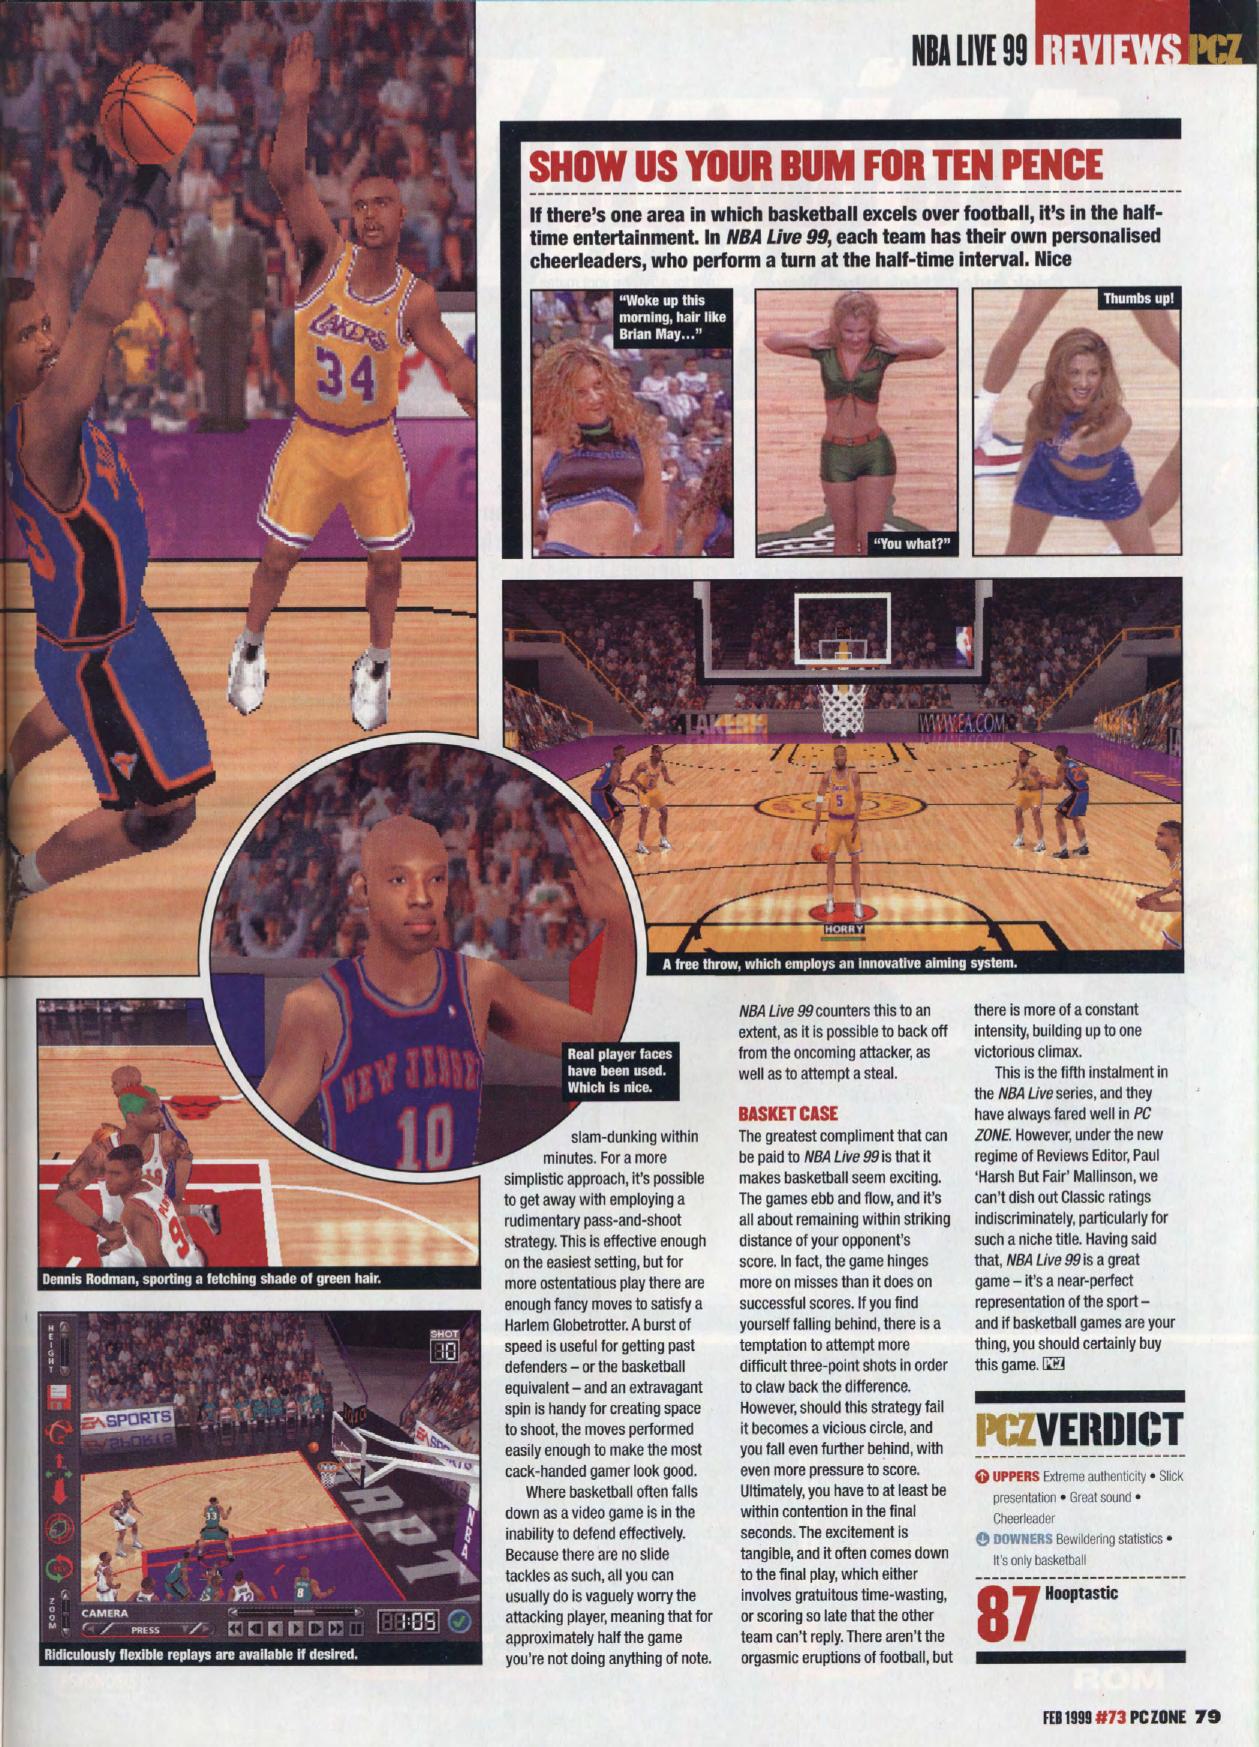 NBA LIVE 99 REVIEWS PCZ
SHOW US YOUR BUM FOR TEN PENCE
If there's one area in which basketball excels over football, it's in the half-
time entertainment. In NBA Live 99, each team has their own personalised
cheerleaders, who perform a turn at the half-time interval. Nice
"Woke up this
morning, hair like
Brian May..."
"You what?"
Thumbs up!
LAKERS
34
LAKERS
WWW.EA.COM
5
HORRY
A free throw, which employs an innovative aiming system.
NEW JERSEY
10
Real player faces
have been used.
Which is nice.
Dennis Rodman, sporting a fetching shade of green hair.
HEIGHT
SHOT
10
EA SPORTS
33
8
NBA
ZOOM
CAMERA
PRESS
1:05
Ridiculously flexible replays are available if desired.
slam-dunking within
minutes. For a more
simplistic approach, it's possible
to get away with employing a
rudimentary pass-and-shoot
strategy. This is effective enough
on the easiest setting, but for
more ostentatious play there are
enough fancy moves to satisfy a
Harlem Globetrotter. A burst of
speed is useful for getting past
defenders – or the basketball
equivalent – and an extravagant
spin is handy for creating space
to shoot, the moves performed
easily enough to make the most
cack-handed gamer look good.
Where basketball often falls
down as a video game is in the
inability to defend effectively.
Because there are no slide
tackles as such, all you can
usually do is vaguely worry the
attacking player, meaning that for
approximately half the game
you're not doing anything of note.
NBA Live 99 counters this to an
extent, as it is possible to back off
from the oncoming attacker, as
well as to attempt a steal.
BASKET CASE
The greatest compliment that can
be paid to NBA Live 99 is that it
makes basketball seem exciting.
The games ebb and flow, and it's
all about remaining within striking
distance of your opponent's
score. In fact, the game hinges
more on misses than it does on
successful scores. If you find
yourself falling behind, there is a
temptation to attempt more
difficult three-point shots in order
to claw back the difference.
However, should this strategy fail
it becomes a vicious circle, and
you fall even further behind, with
even more pressure to score.
Ultimately, you have to at least be
within contention in the final
seconds. The excitement is
tangible, and it often comes down
to the final play, which either
involves gratuitous time-wasting,
or scoring so late that the other
team can't reply. There aren't the
orgasmic eruptions of football, but
there is more of a constant
intensity, building up to one
victorious climax.
This is the fifth instalment in
the NBA Live series, and they
have always fared well in PC
ZONE. However, under the new
regime of Reviews Editor, Paul
'Harsh But Fair' Mallinson, we
can't dish out Classic ratings
indiscriminately, particularly for
such a niche title. Having said
that, NBA Live 99 is a great
game – it's a near-perfect
representation of the sport –
and if basketball games are your
thing, you should certainly buy
this game. PCZ
PCZVERDICT
UPPERS Extreme authenticity • Slick
presentation • Great sound •
Cheerleader
DOWNERS Bewildering statistics •
It's only basketball
87 Hooptastic
FEB 1999 #73 PC ZONE 79